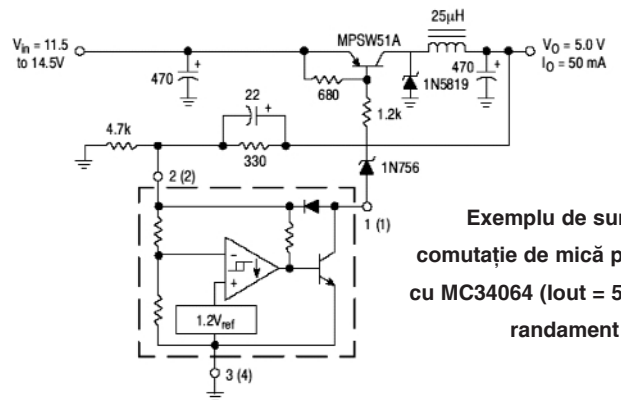 25µH
MPSW51A
Vin = 11.5
to 14.5V
VO = 5.0 V
IO = 50 mA
470
680
1N5819
470
22
1.2k
4.7k
330
1N756
2 (2)
1 (1)
Exemplu de
comutație de mică
cu MC34064 (Iout =
randament
1.2Vref
3 (4)